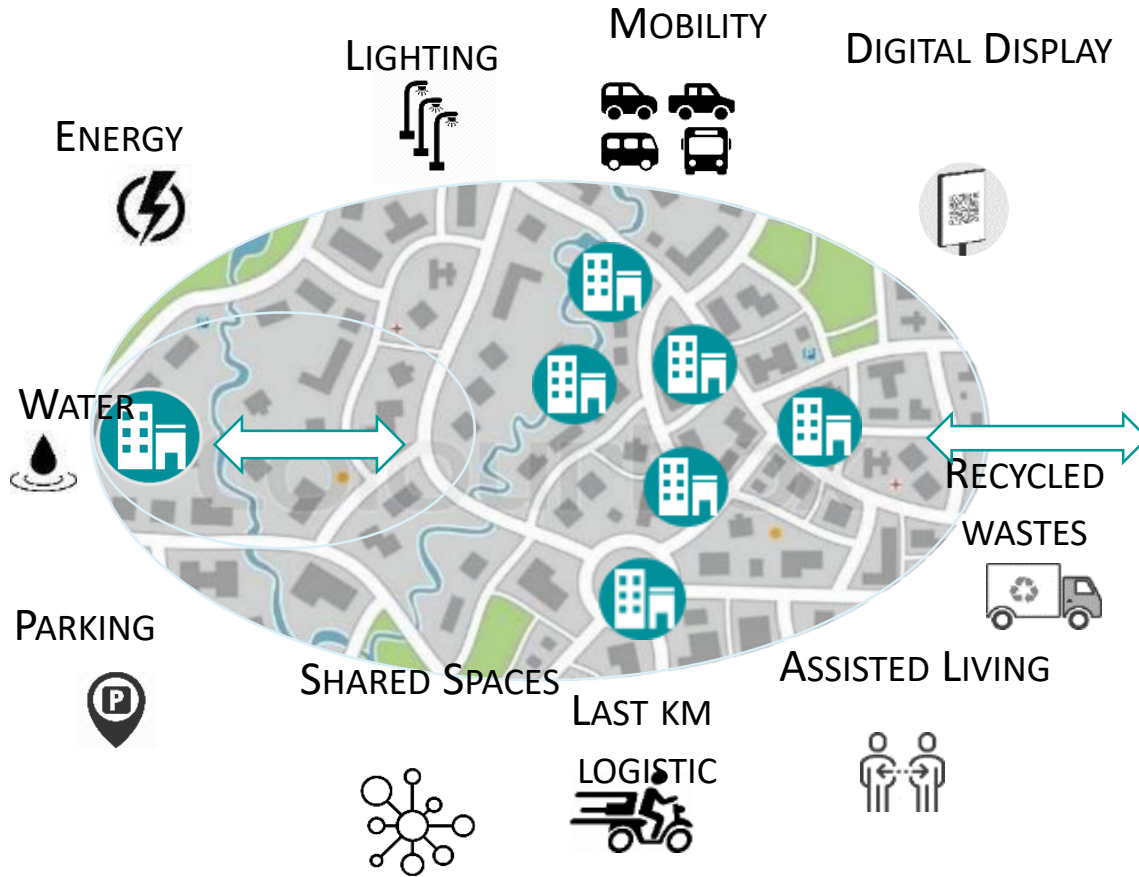 MOBILITY
DIGITAL DISPLAY
LIGHTING
ENERGY
WATER
RECYCLED
WASTES
PARKING
P
SHARED SPACES
ASSISTED LIVING
LAST KM
LOGISTIC